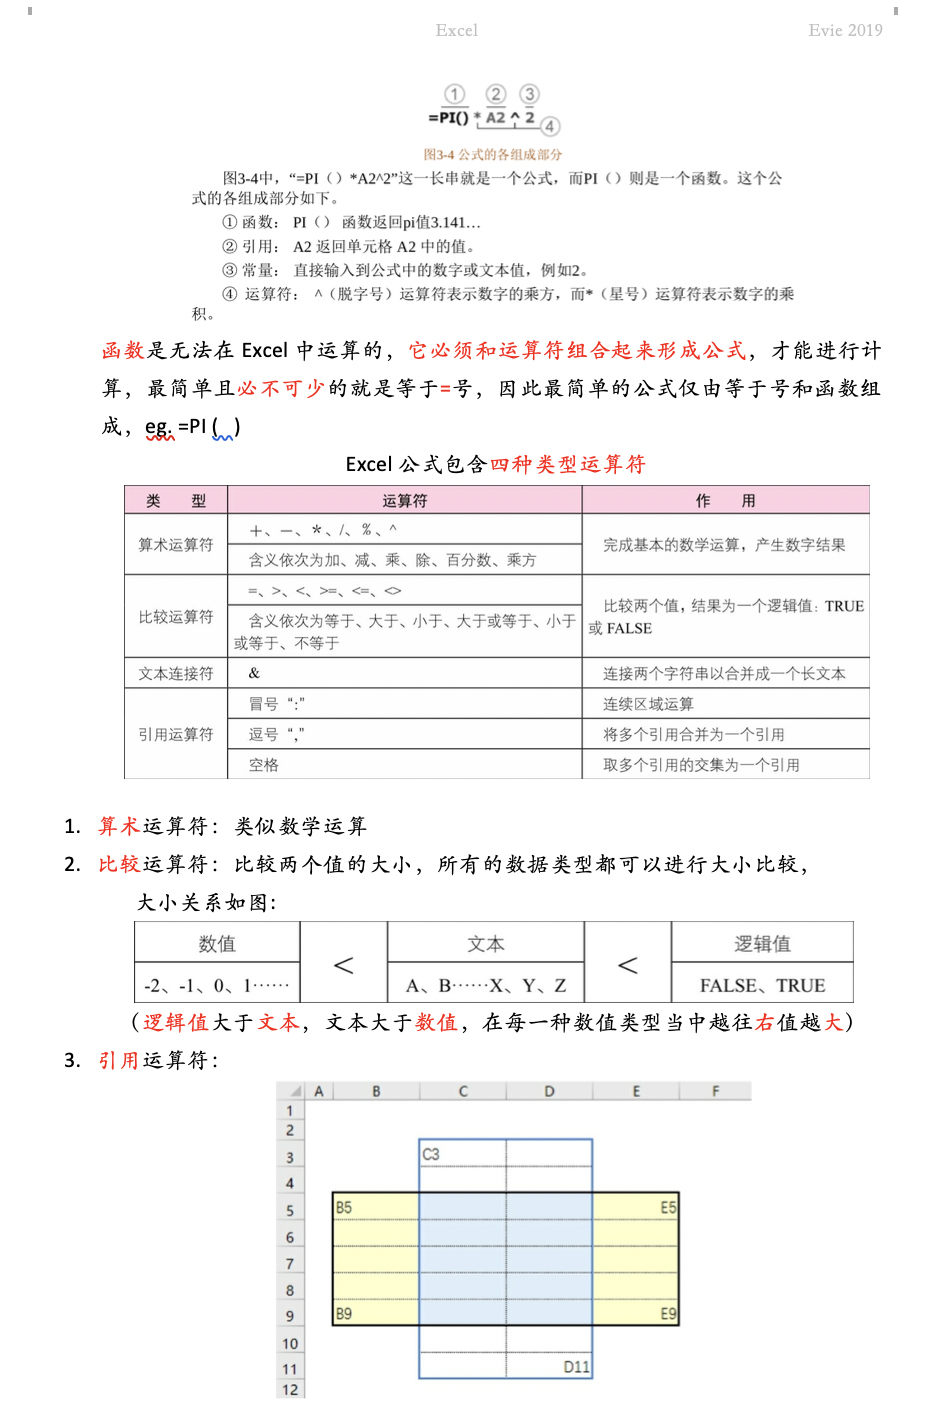 Excel
Evie 2019
① ② ③
=PI() * A2 ^ 2
④
图3-4 公式的各组成部分
图3-4中，“=PI（）*A2^2”这一长串就是一个公式，而PI（）则是一个函数。这个公
式的各组成部分如下。
① 函数： PI（） 函数返回pi值3.141…
② 引用： A2 返回单元格 A2 中的值。
③ 常量： 直接输入到公式中的数字或文本值，例如2。
④ 运算符： ^（脱字号）运算符表示数字的乘方，而*（星号）运算符表示数字的乘
积。
函数是无法在 Excel 中运算的，它必须和运算符组合起来形成公式，才能进行计
算，最简单且必不可少的就是等于=号，因此最简单的公式仅由等于号和函数组
成，eg. =PI ( )
Excel 公式包含四种类型运算符
类 型 运算符 作 用
算术运算符 ＋、－、＊、/、％、^
含义依次为加、减、乘、除、百分数、乘方
完成基本的数学运算，产生数字结果
比较运算符 =、>、<、>=、<=、<>
含义依次为等于、大于、小于、大于或等于、小于
或等于、不等于
比较两个值，结果为一个逻辑值：TRUE
或 FALSE
文本连接符 & 连接两个字符串以合并成一个长文本
引用运算符 冒号“:” 连续区域运算
逗号“,” 将多个引用合并为一个引用
空格 取多个引用的交集为一个引用
1. 算术运算符：类似数学运算
2. 比较运算符：比较两个值的大小，所有的数据类型都可以进行大小比较，
大小关系如图：
数值 < 文本 < 逻辑值
-2、-1、0、1…… A、B……X、Y、Z FALSE、TRUE
（逻辑值大于文本，文本大于数值，在每一种数值类型当中越往右值越大）
3. 引用运算符：
A B C D E F
1
2
3 C3
4
5 B5 E5
6
7
8
9 B9 E9
10
11 D11
12